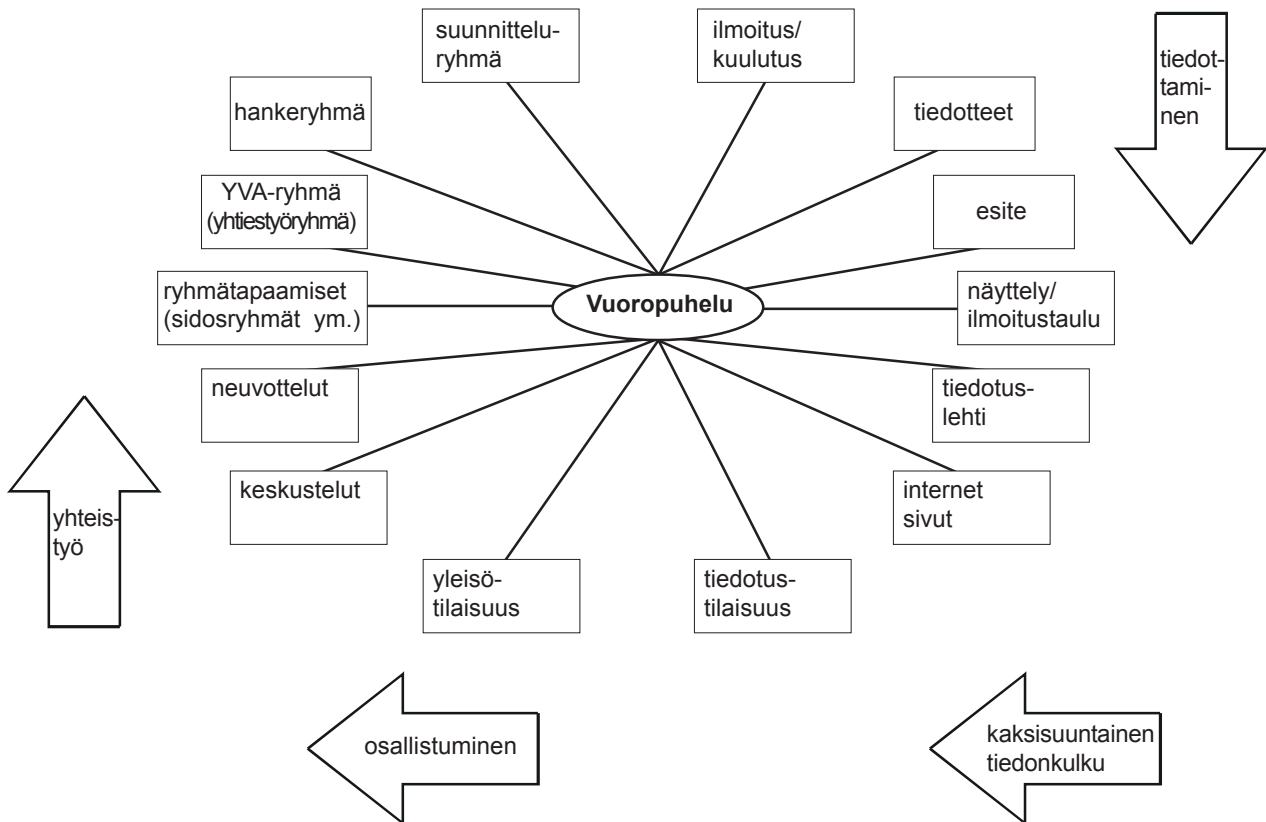 suunnittelu-
ryhmä
ilmoitus/
kuulutus
tiedot-
tami-
nen
hankeryhmä
tiedotteet
YVA-ryhmä
(yhtiestyöryhmä)
esite
ryhmätapaamiset
(sidosryhmät ym.)
Vuoropuhelu
näyttely/
ilmoitustaulu
neuvottelut
tiedotus-
lehti
keskustelut
internet
sivut
yhteis-
työ
yleisö-
tilaisuus
tiedotus-
tilaisuus
osallistuminen
kaksisuuntainen
tiedonkulku